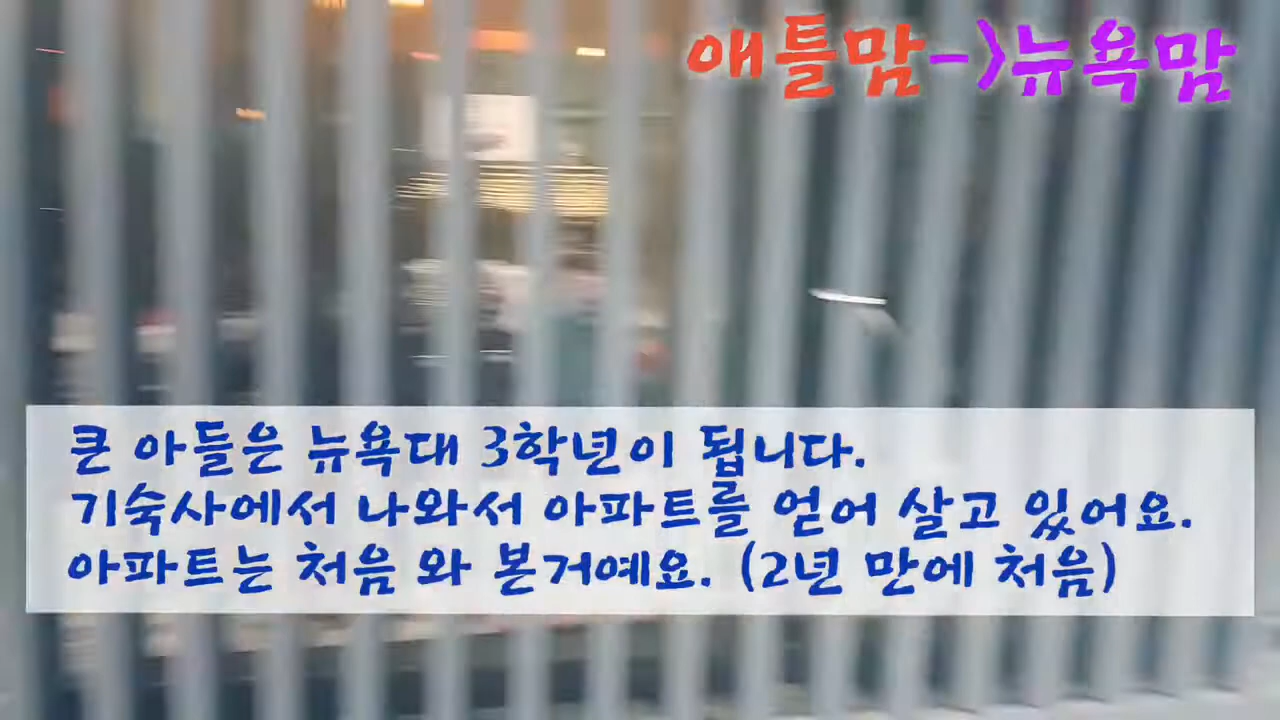 애틀맘->뉴욕맘
큰 아들은 뉴욕대 3학년이 됩니다.
기숙사에서 나와서 아파트를 얻어 살고 있어요.
아파트는 처음 와 본거예요. (2년 만에 처음)